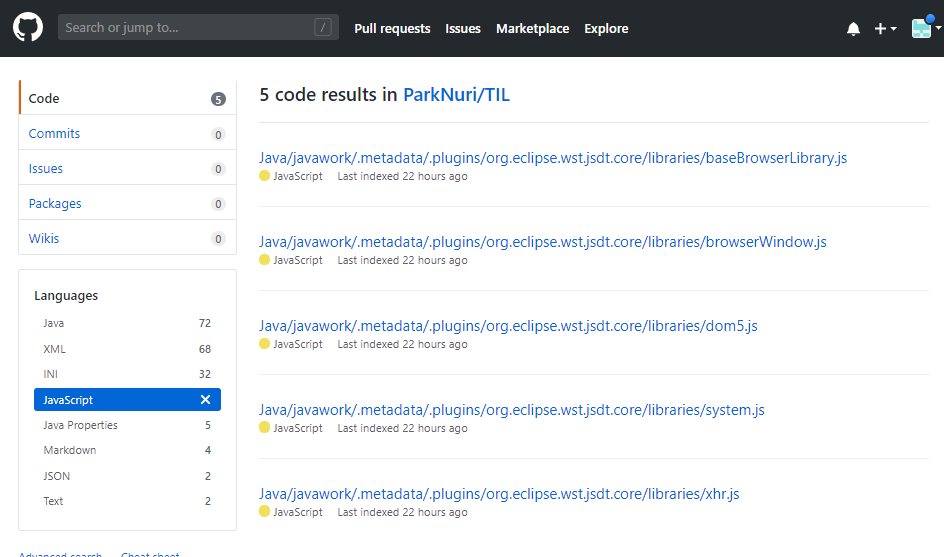 Search or jump to... /
Pull requests Issues Marketplace Explore
Code 5
Commits 0
Issues 0
Packages 0
Wikis 0
Languages
Java 72
XML 68
INI 32
JavaScript ✕
Java Properties 5
Markdown 4
JSON 2
Text 2
Advanced search Cheat sheet
5 code results in ParkNuri/TIL
Java/javawork/.metadata/.plugins/org.eclipse.wst.jsdt.core/libraries/baseBrowserLibrary.js
JavaScript Last indexed 22 hours ago
Java/javawork/.metadata/.plugins/org.eclipse.wst.jsdt.core/libraries/browserWindow.js
JavaScript Last indexed 22 hours ago
Java/javawork/.metadata/.plugins/org.eclipse.wst.jsdt.core/libraries/dom5.js
JavaScript Last indexed 22 hours ago
Java/javawork/.metadata/.plugins/org.eclipse.wst.jsdt.core/libraries/system.js
JavaScript Last indexed 22 hours ago
Java/javawork/.metadata/.plugins/org.eclipse.wst.jsdt.core/libraries/xhr.js
JavaScript Last indexed 22 hours ago